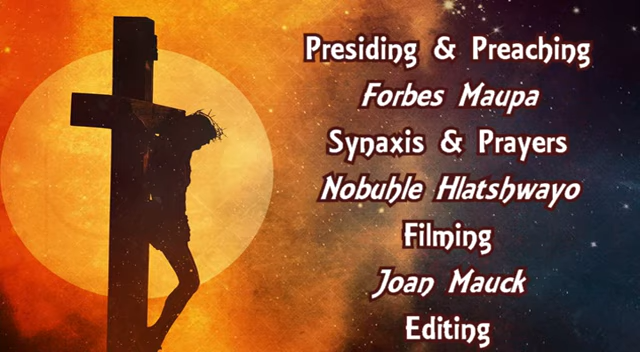 Presiding & Preaching
Forbes Maupa
Synaxis & Prayers
Nobuhle Hlatshwayo
Filming
Joan Mauck
Editing